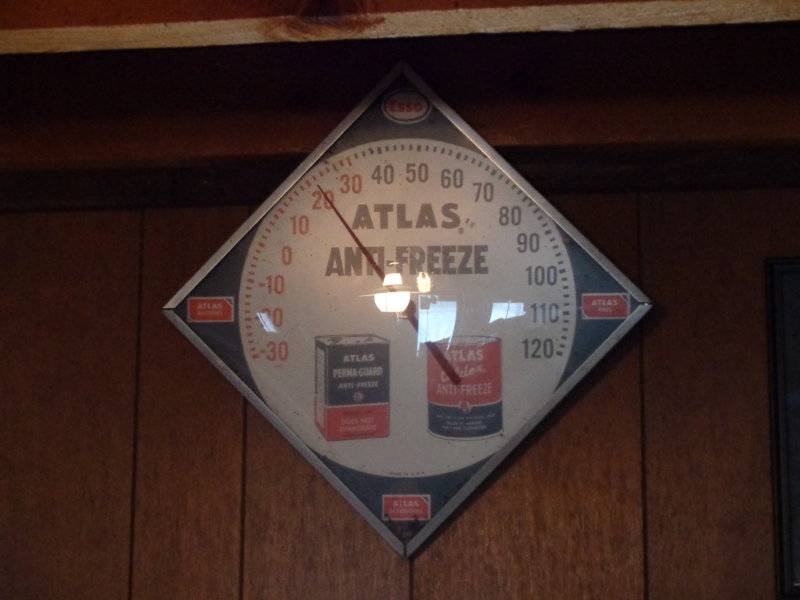 ESSO
40 50
30 60
20 70
10 80
0 90
-10 100
ATLAS
ANTI-FREEZE
ATLAS
ATLAS
110
-30 120
ATLAS
PERMA-GUARD
ANTI-FREEZE
ATLAS
ANTI-FREEZE
ATLAS